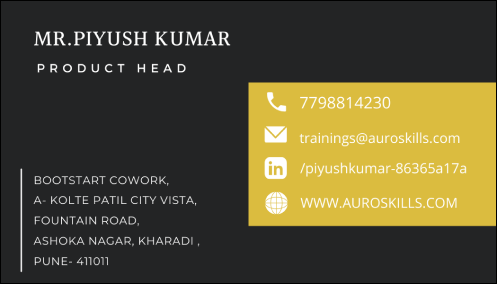 MR.PIYUSH KUMAR
PRODUCT HEAD
7798814230
trainings@auroskills.com
in
/piyushkumar-86365a17a
WWW.AUROSKILLS.COM
BOOTSTART COWORK,
A- KOLTE PATIL CITY VISTA,
FOUNTAIN ROAD,
ASHOKA NAGAR, KHARADI ,
PUNE- 411011